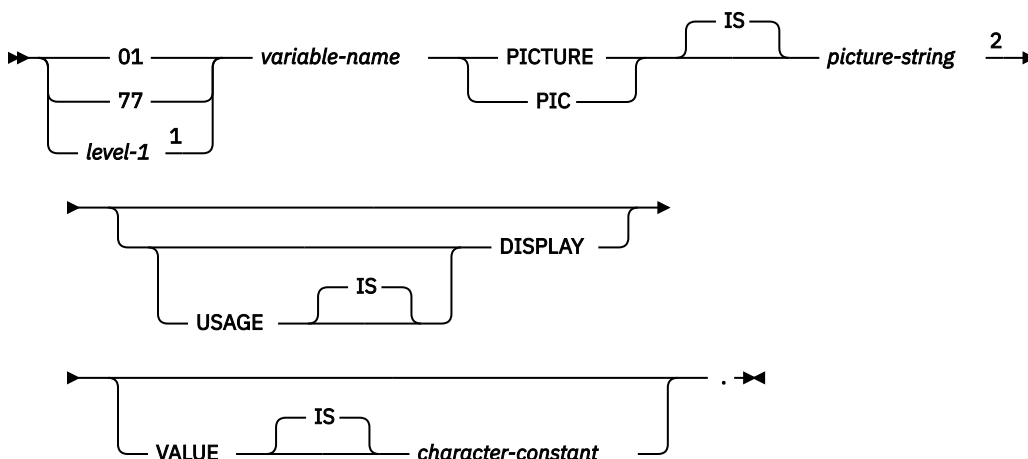 IS
01 variable-name PICTURE picture-string 2
77 PIC
level-1 1
DISPLAY
IS
USAGE
.
IS
VALUE character-constant